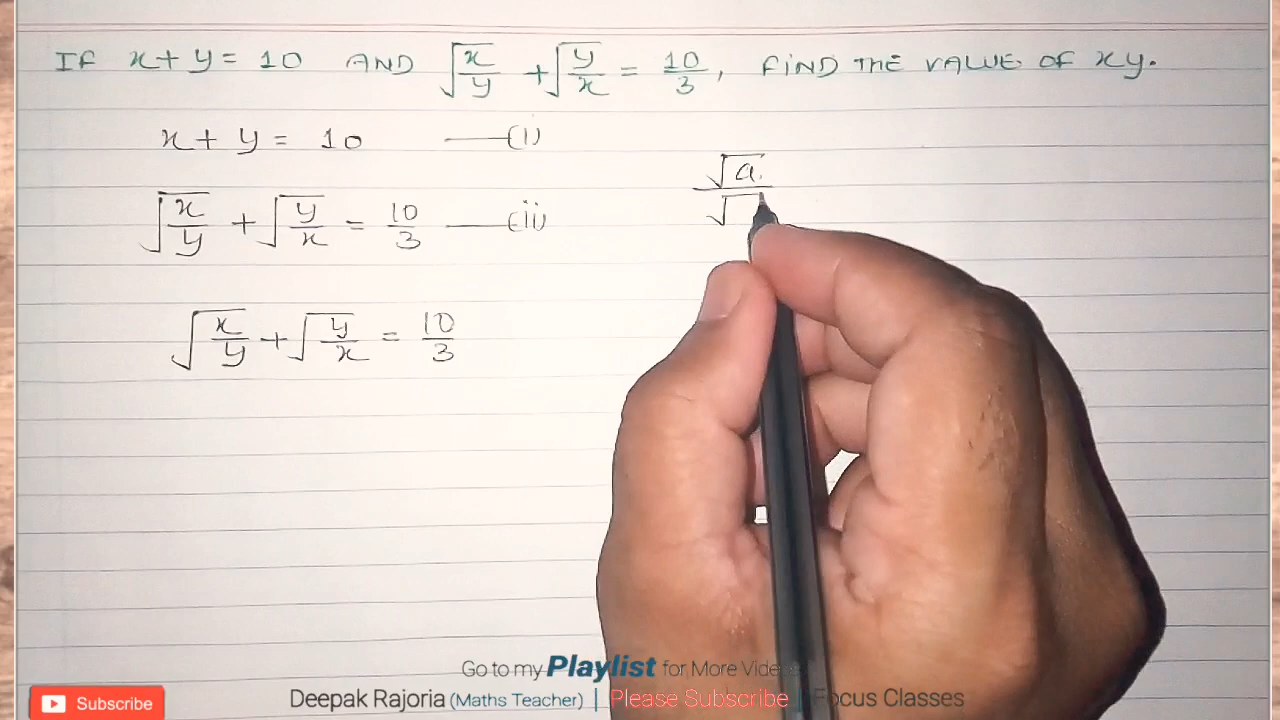 If x + y = 10 AND √(x/y) + √(y/x) = 10/3, FIND THE VALUE OF xy.
x + y = 10 —(i)
√(x/y) + √(y/x) = 10/3 —(ii)
√a
√
√(x/y) + √(y/x) = 10/3
Go to my Playlist for More Video
Deepak Rajoria (Maths Teacher) | Please Subscribe | Focus Classes
Subscribe